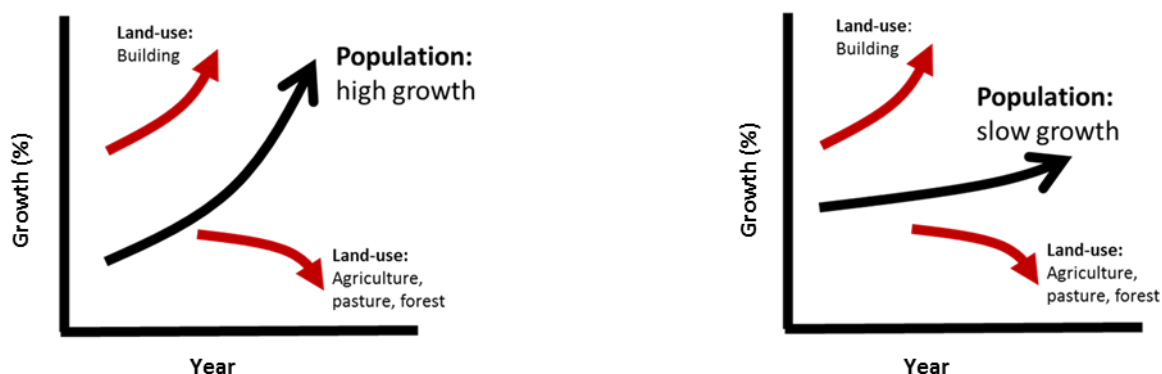 Land-use:
Building
Population:
high growth
Growth (%)
Land-use:
Agriculture,
pasture, forest
Year
Land-use:
Building
Population:
slow growth
Growth (%)
Land-use:
Agriculture,
pasture, forest
Year